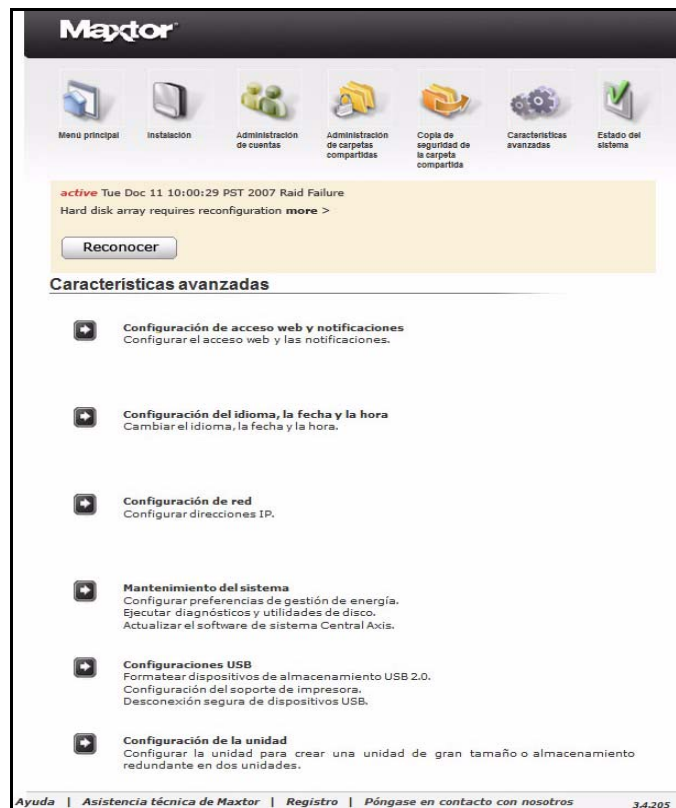 Maxtor
Menú principal
Instalación
Administración
de cuentas
Administración
de carpetas
compartidas
Copia de
seguridad de
la carpeta
compartida
Características
avanzadas
Estado del
sistema
active Tue Doc 11 10:00:29 PST 2007 Raid Failure
Hard disk array requires reconfiguration more >
Reconocer
Características avanzadas
Configuración de acceso web y notificaciones
Configurar el acceso web y las notificaciones.
Configuración del idioma, la fecha y la hora
Cambiar el idioma, la fecha y la hora.
Configuración de red
Configurar direcciones IP.
Mantenimiento del sistema
Configurar preferencias de gestión de energía.
Ejecutar diagnósticos y utilidades de disco.
Actualizar el software de sistema Central Axis.
Configuraciones USB
Formatear dispositivos de almacenamiento USB 2.0.
Configuración del soporte de impresora.
Desconexión segura de dispositivos USB.
Configuración de la unidad
Configurar la unidad para crear una unidad de gran tamaño o almacenamiento
redundante en dos unidades.
Ayuda | Asistencia técnica de Maxtor | Registro | Póngase en contacto con nosotros 3.4.205